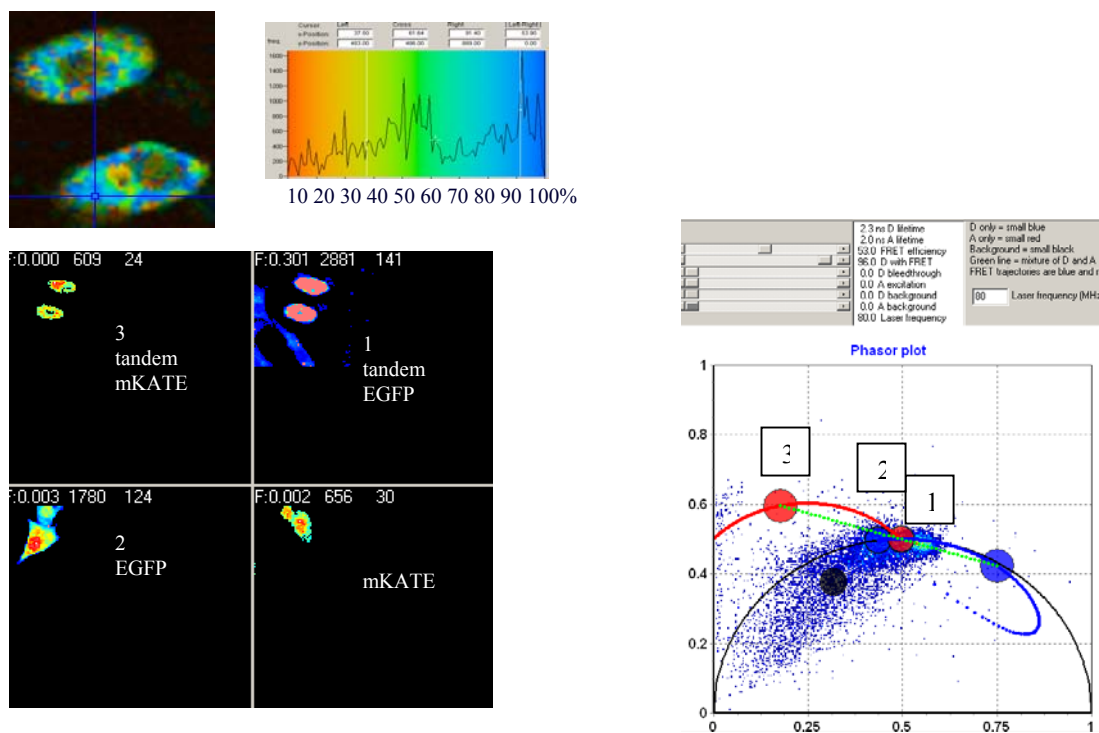 Cursor: Left Cross Right [Left-Right]
x-Position: 37.60 61.64 91.40 53.80
freq.
1600
1400
1200
1000
800
600
400
200
0
10 20 30 40 50 60 70 80 90 100%
F:0.000 609 24
3
tandem
mKATE
F:0.301 2881 141
1
tandem
EGFP
F:0.003 1780 124
2
EGFP
F:0.002 656 30
mKATE
2.3 ns D lifetime
2.0 ns A lifetime
53.0 FRET efficiency
96.0 D with FRET
0.0 D bleedthrough
0.0 A excitation
0.0 D background
0.0 A background
80.0 Laser frequency
D only = small blue
A only = small red
Background = small black
Green line = mixture of D and A
FRET trajectories are blue and
80 Laser frequency (MHz
Phasor plot
1
0.8
0.6
0.4
0.2
0
0 0.25 0.5 0.75 1
3
2
1